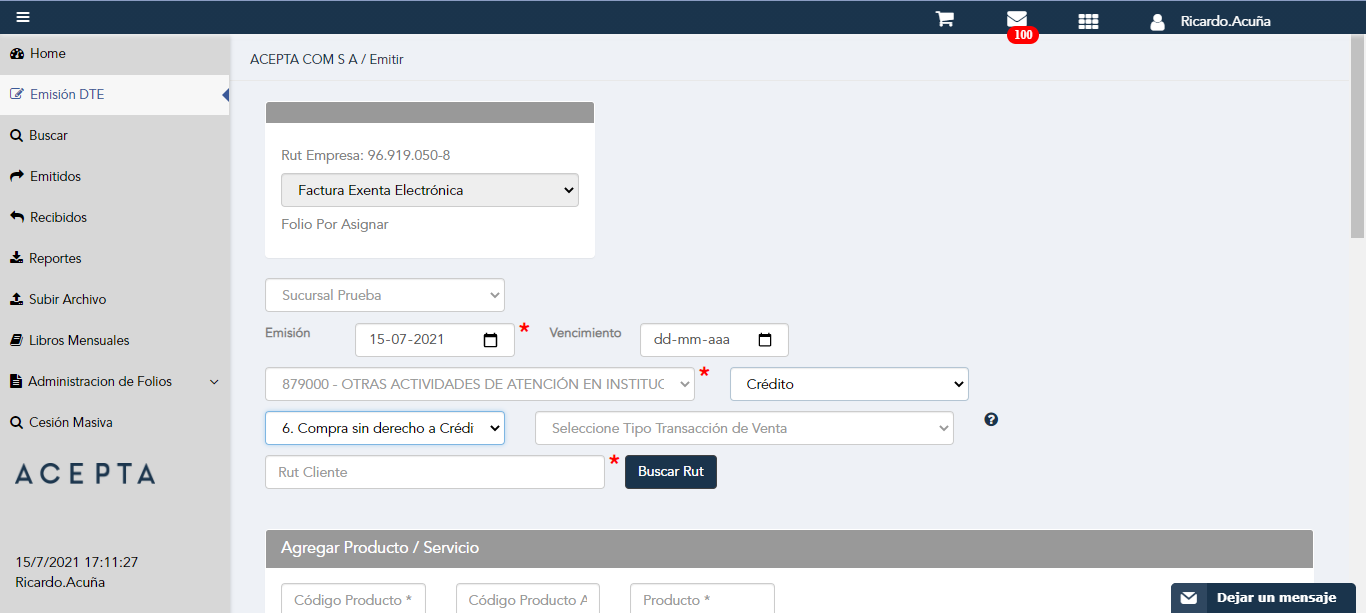 Ricardo.Acuña
100
Home
ACEPTA COM S A / Emitir
Emisión DTE
Buscar
Emitidos
Recibidos
Reportes
Subir Archivo
Libros Mensuales
Administracion de Folios
Cesión Masiva
ACEPTA
15/7/2021 17:11:27
Ricardo.Acuña
Rut Empresa: 96.919.050-8
Factura Exenta Electrónica
Folio Por Asignar
Sucursal Prueba
Emisión 15-07-2021 * Vencimiento dd-mm-aaa
879000 - OTRAS ACTIVIDADES DE ATENCIÓN EN INSTITUC * Crédito
6. Compra sin derecho a Crédi Seleccione Tipo Transacción de Venta ?
Rut Cliente * Buscar Rut
Agregar Producto / Servicio
Código Producto * Código Producto A Producto *
Dejar un mensaje